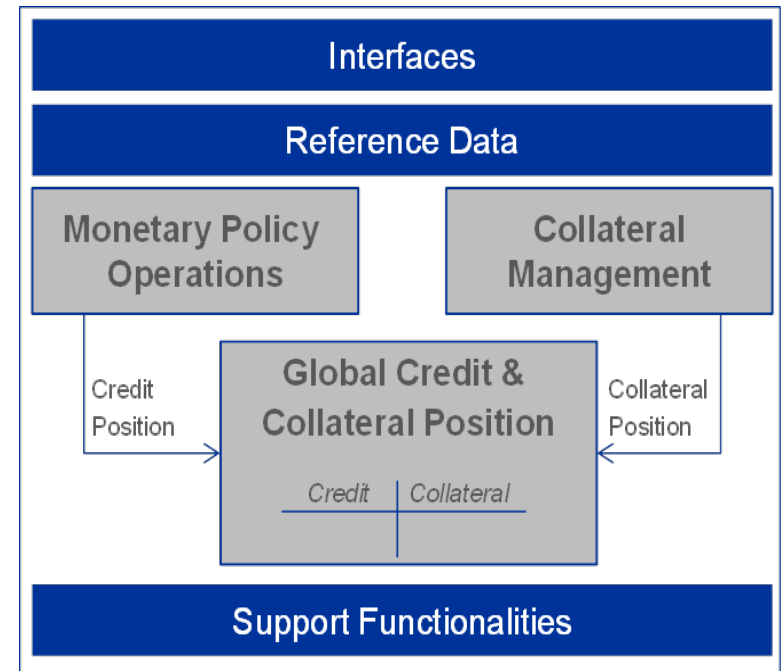 Interfaces
Reference Data
Monetary Policy
Operations
Collateral
Management
Credit
Position
Global Credit &
Collateral Position
Collateral
Position
Credit
Collateral
Support Functionalities